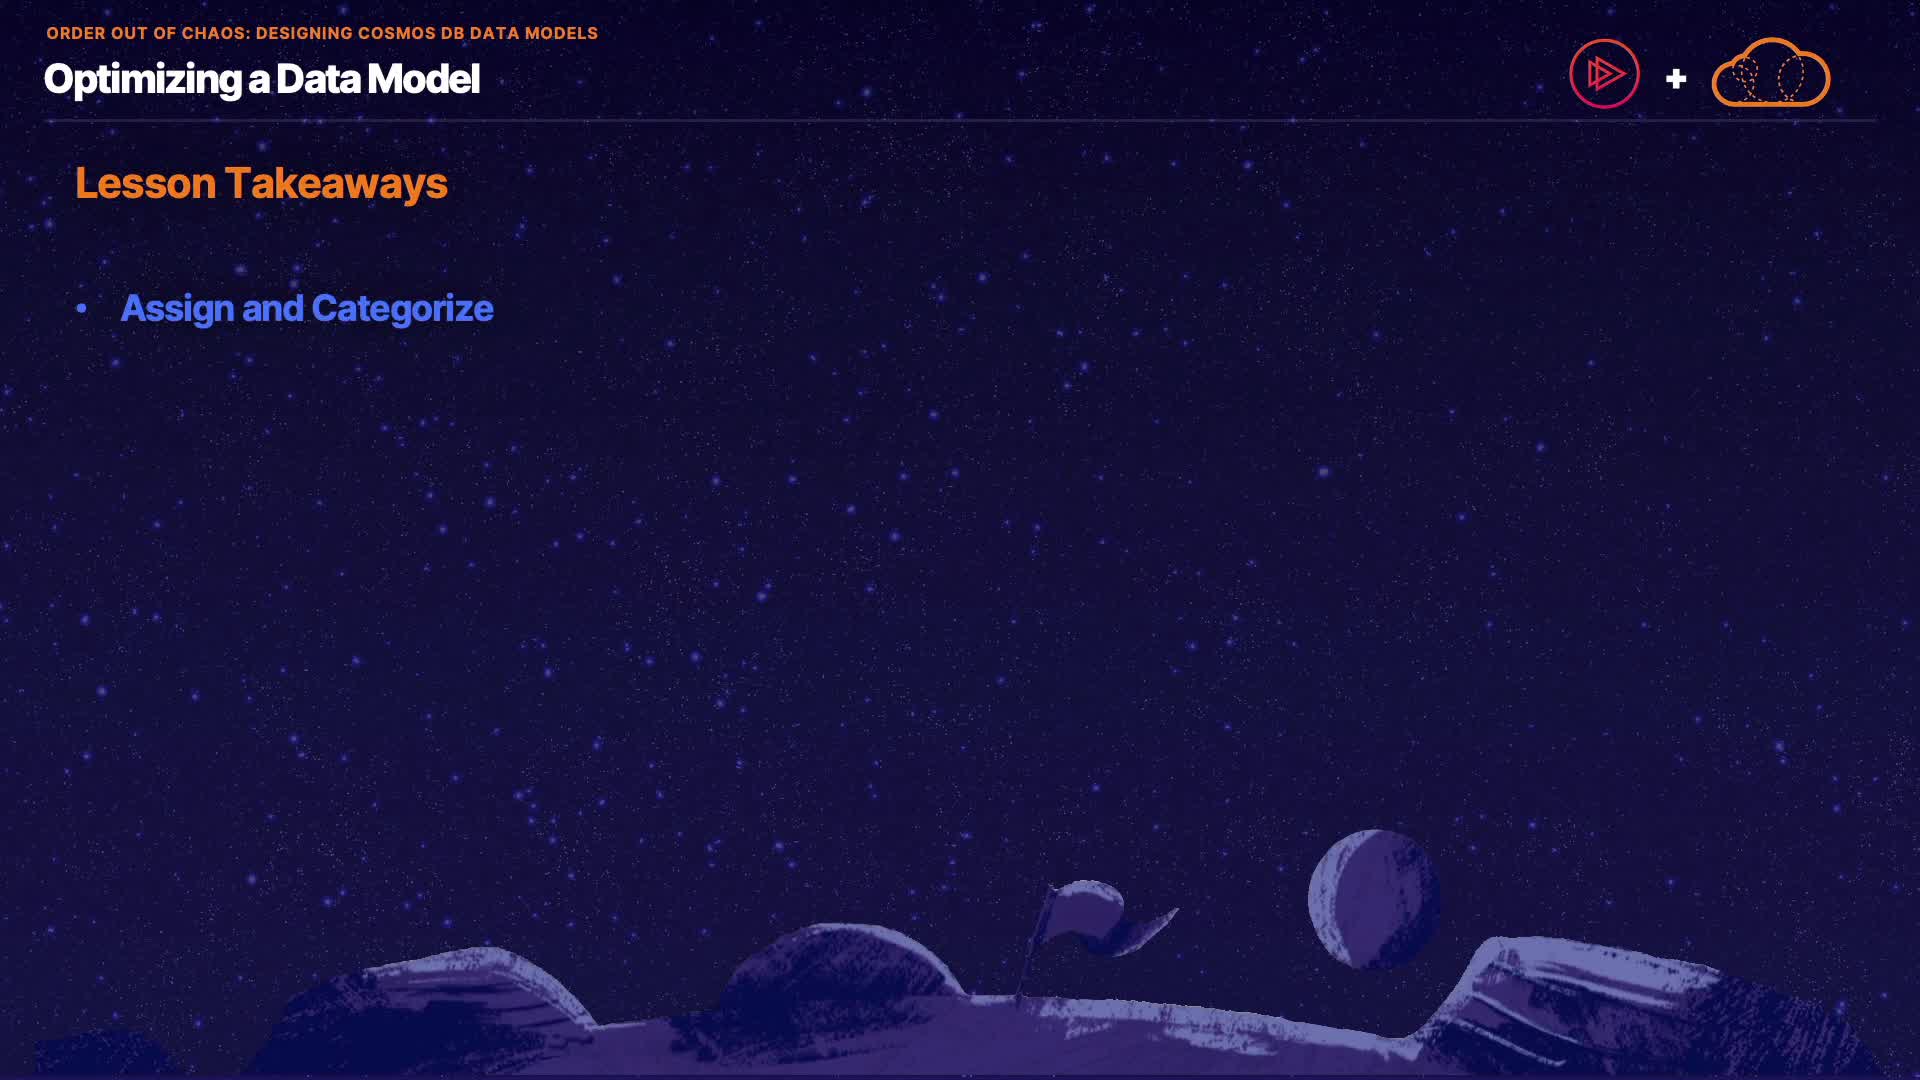 ORDER OUT OF CHAOS: DESIGNING COSMOS DB DATA MODELS
Optimizing a Data Model
Lesson Takeaways
• Assign and Categorize